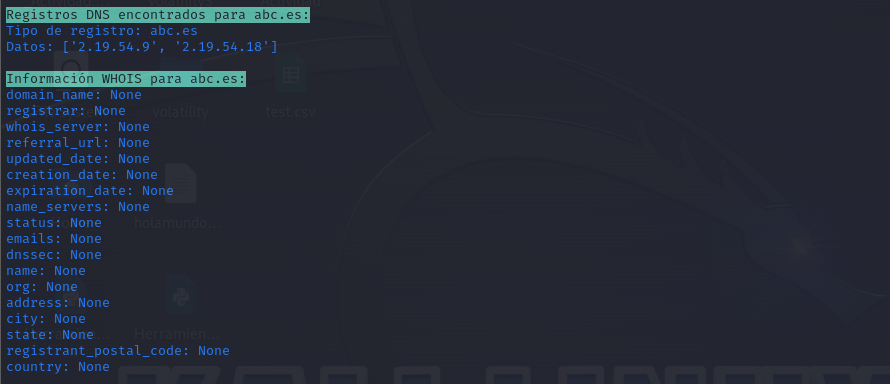 Registros DNS encontrados para abc.es:
Tipo de registro: abc.es
Datos: ['2.19.54.9', '2.19.54.18']
Información WHOIS para abc.es:
domain_name: None
registrar: None
volatility
test.csv
whois_server: None
referral_url: None
updated_date: None
creation_date: None
expiration_date: None
name_servers: None
status: None
holamundo...
emails: None
dnssec: None
name: None
org: None
address: None
city: None
state: None
Herramien...
registrant_postal_code: None
country: None